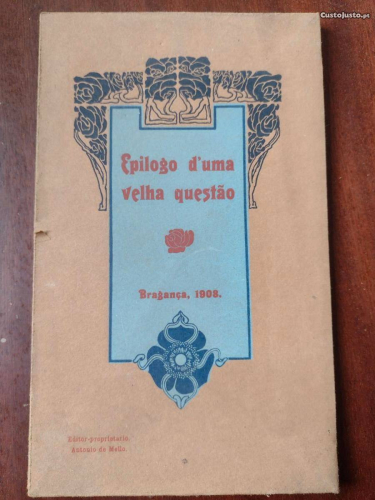 CustoJusto.pt
Epilogo d'uma
velha questão
Bragança, 1908.
Editor-proprietario
Antonio de Mello